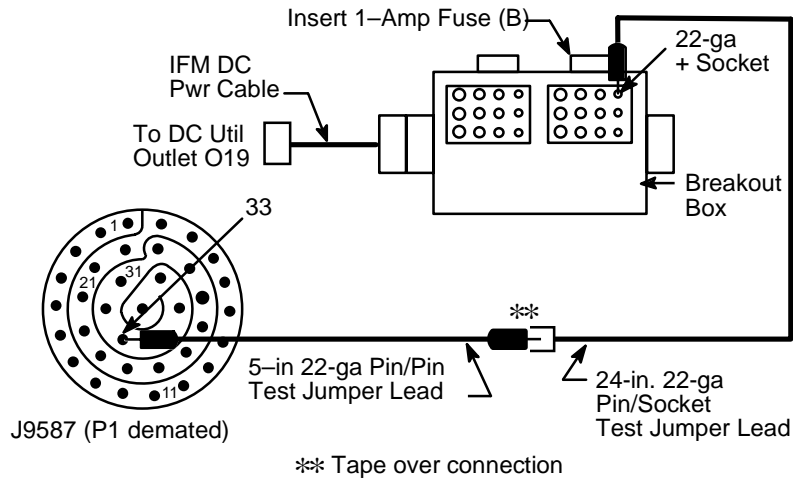 Insert 1–Amp Fuse (B)
22-ga
+ Socket
IFM DC
Pwr Cable
To DC Util
Outlet O19
Breakout
Box
33
1
21
31
11
**
5–in 22-ga Pin/Pin
Test Jumper Lead
24-in. 22-ga
Pin/Socket
Test Jumper Lead
J9587 (P1 demated)
** Tape over connection